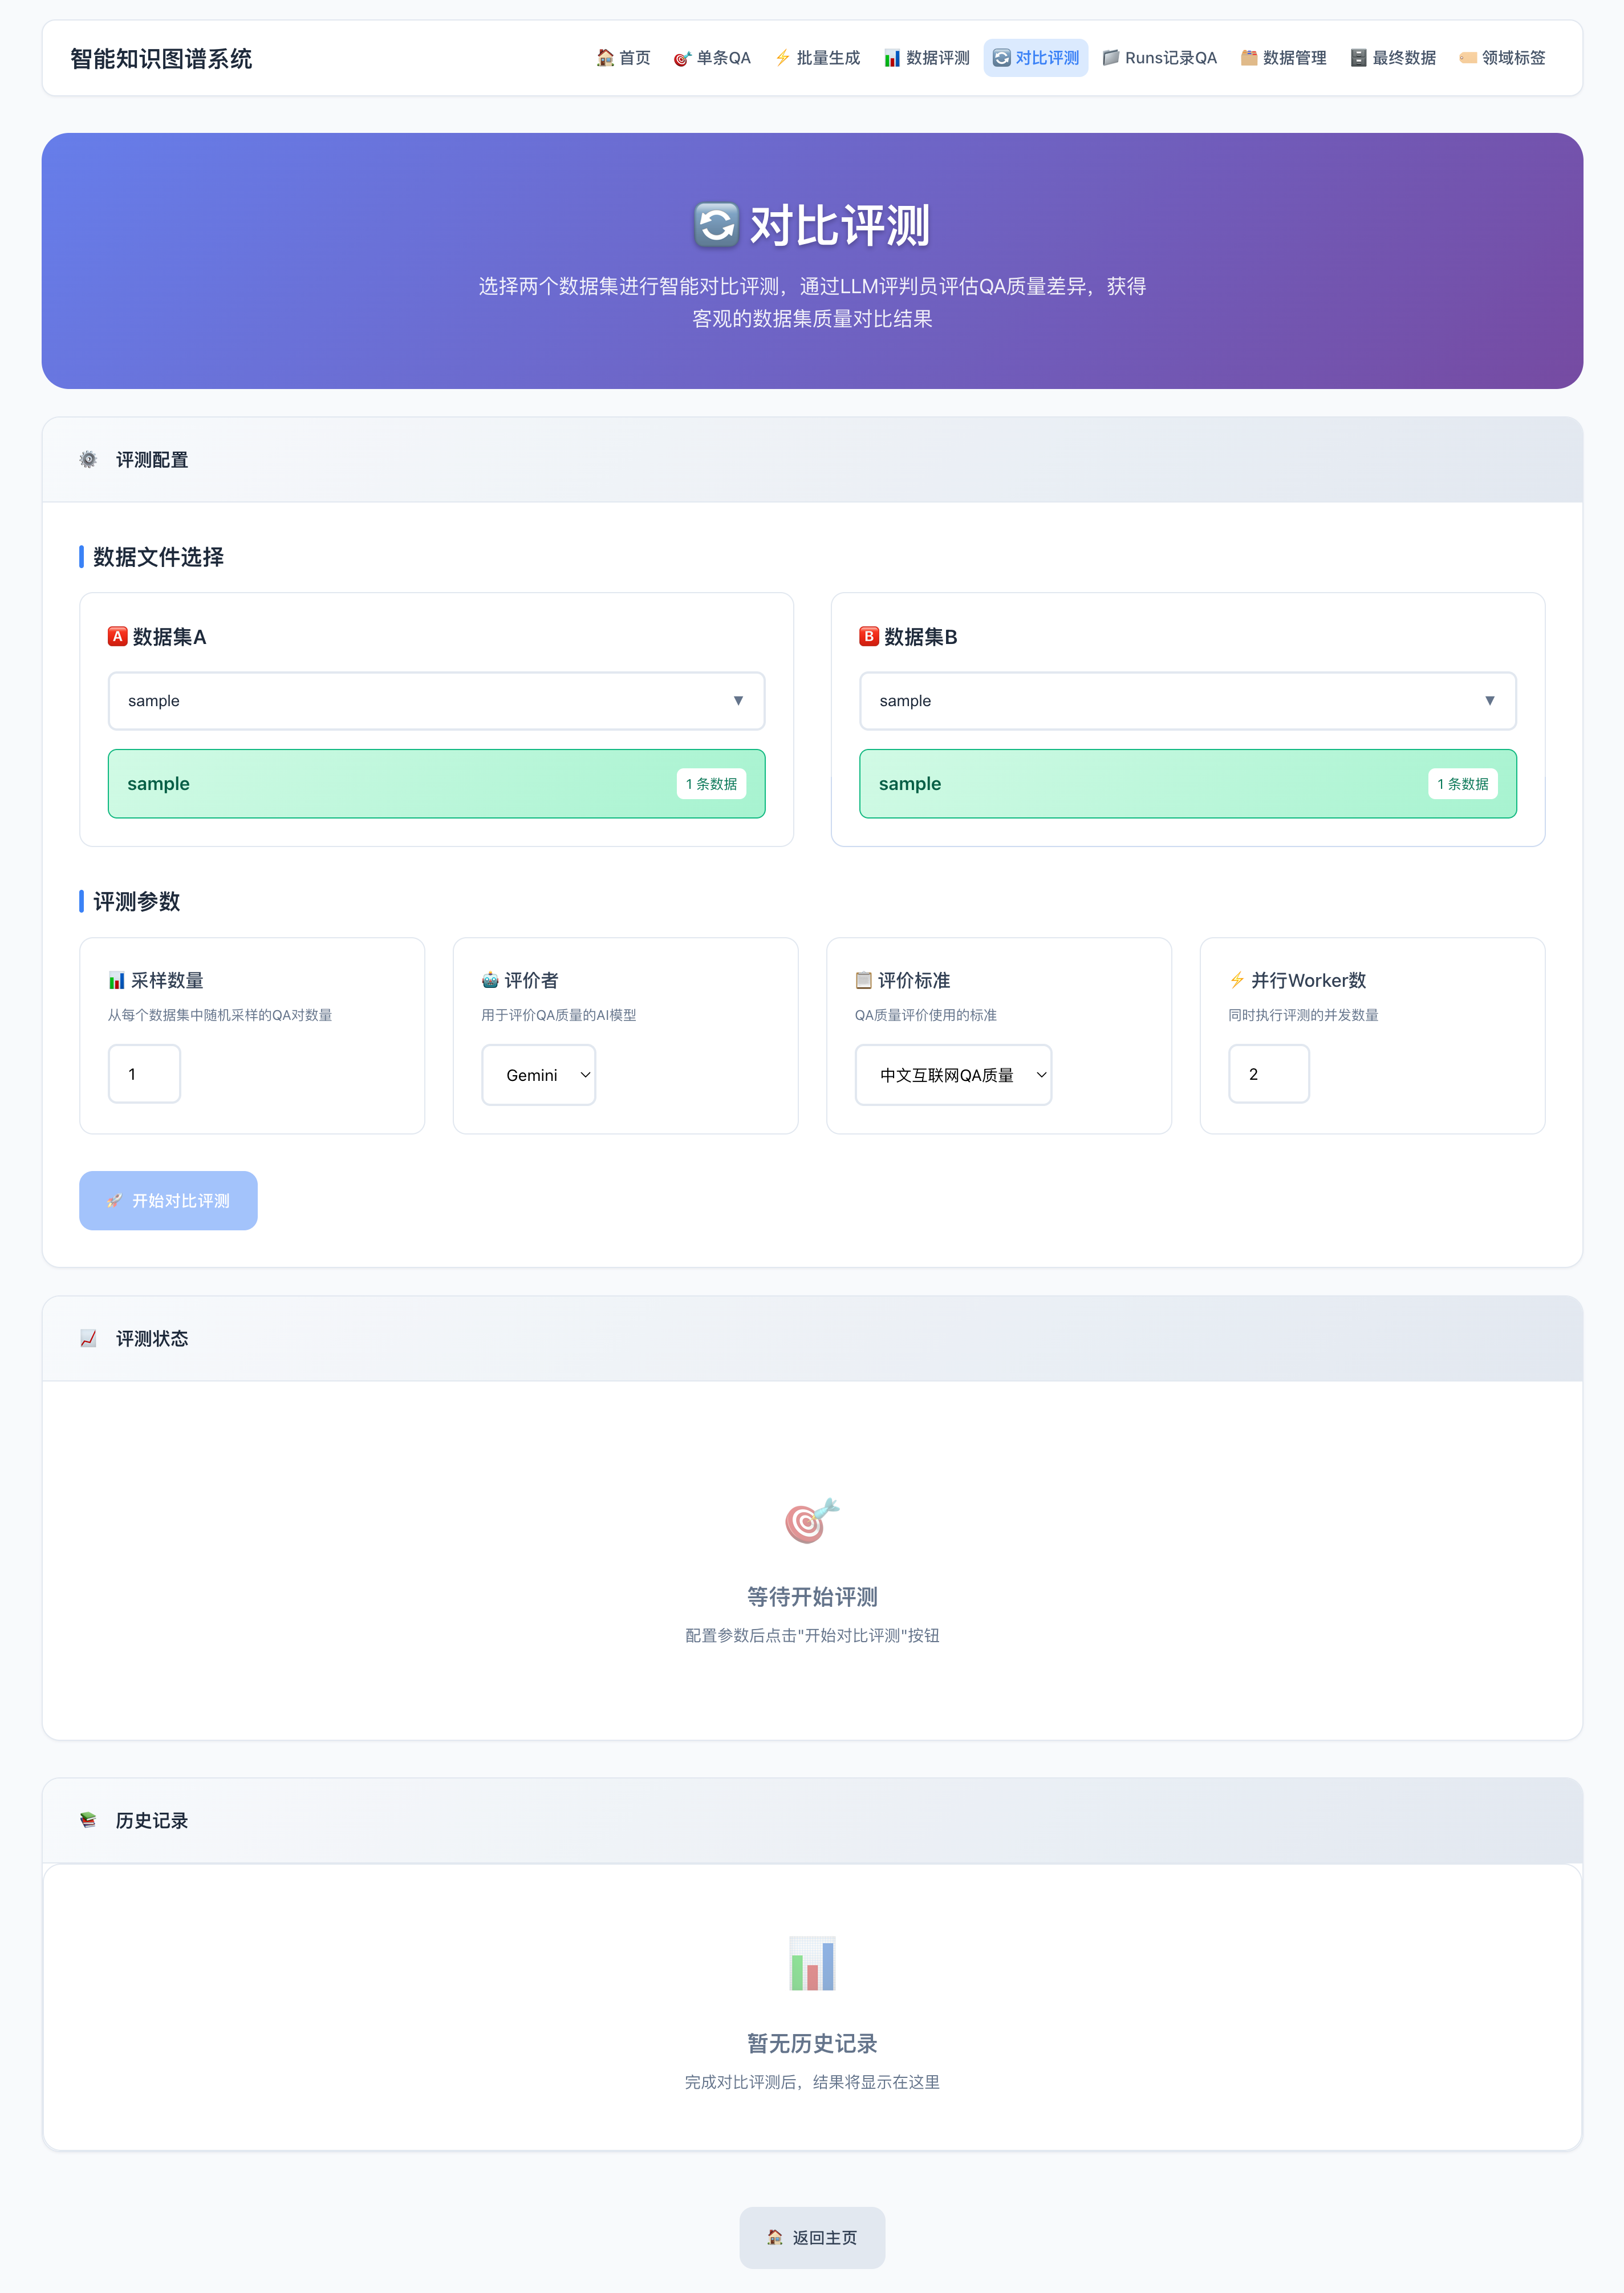 智能知识图谱系统
首页 单条QA 批量生成 数据评测 对比评测 Runs记录QA 数据管理 最终数据 领域标签
对比评测
选择两个数据集进行智能对比评测，通过LLM评判员评估QA质量差异，获得
客观的数据集质量对比结果
评测配置
数据文件选择
A 数据集A
sample
sample 1 条数据
B 数据集B
sample
sample 1 条数据
评测参数
采样数量
从每个数据集中随机采样的QA对数量
1
评价者
用于评价QA质量的AI模型
Gemini
评价标准
QA质量评价使用的标准
中文互联网QA质量
并行Worker数
同时执行评测的并发数量
2
开始对比评测
评测状态
等待开始评测
配置参数后点击"开始对比评测"按钮
历史记录
暂无历史记录
完成对比评测后，结果将显示在这里
返回主页